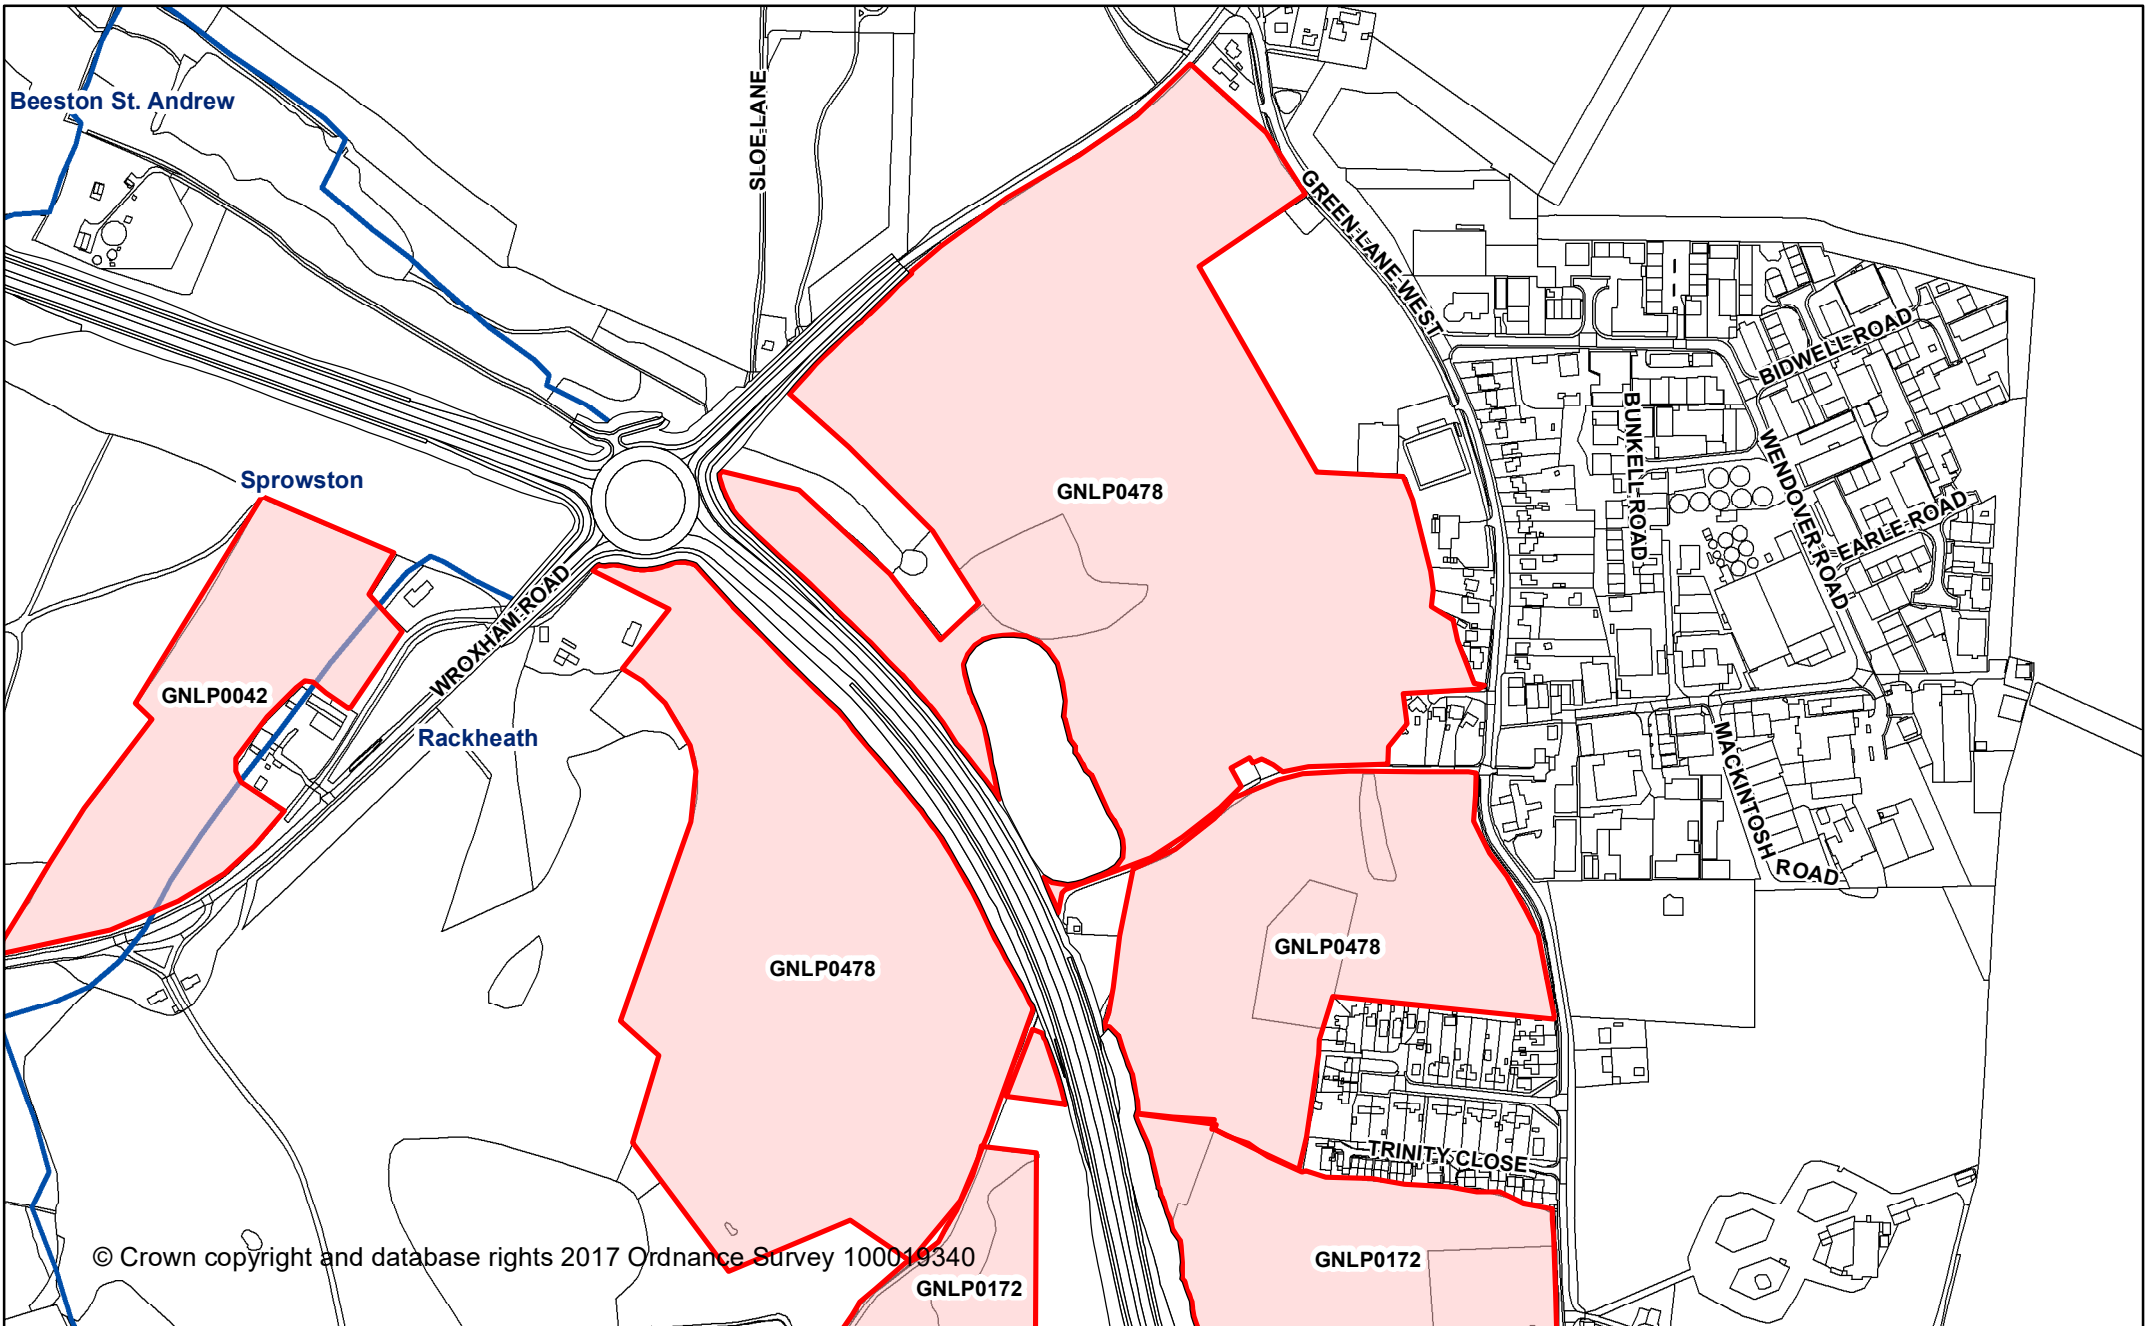 Beeston St. Andrew
SLOE LANE
GREEN LANE WEST
BIDWELL ROAD
BUNKELL ROAD
WENDOVER ROAD
EARLE ROAD
Sprowston
GNLP0478
WROXHAM ROAD
GNLP0042
Rackheath
MACKINTOSH ROAD
GNLP0478
GNLP0478
TRINITY CLOSE
© Crown copyright and database rights 2017 Ordnance Survey 100019340
GNLP0172
GNLP0172